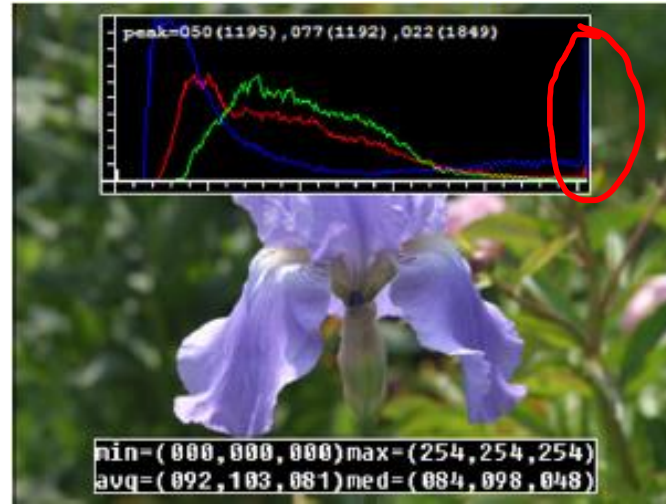 peak=050(1195),077(1192),022(1849)
min=(000,000,000)max=(254,254,254)
avg=(092,103,081)med=(084,098,048)